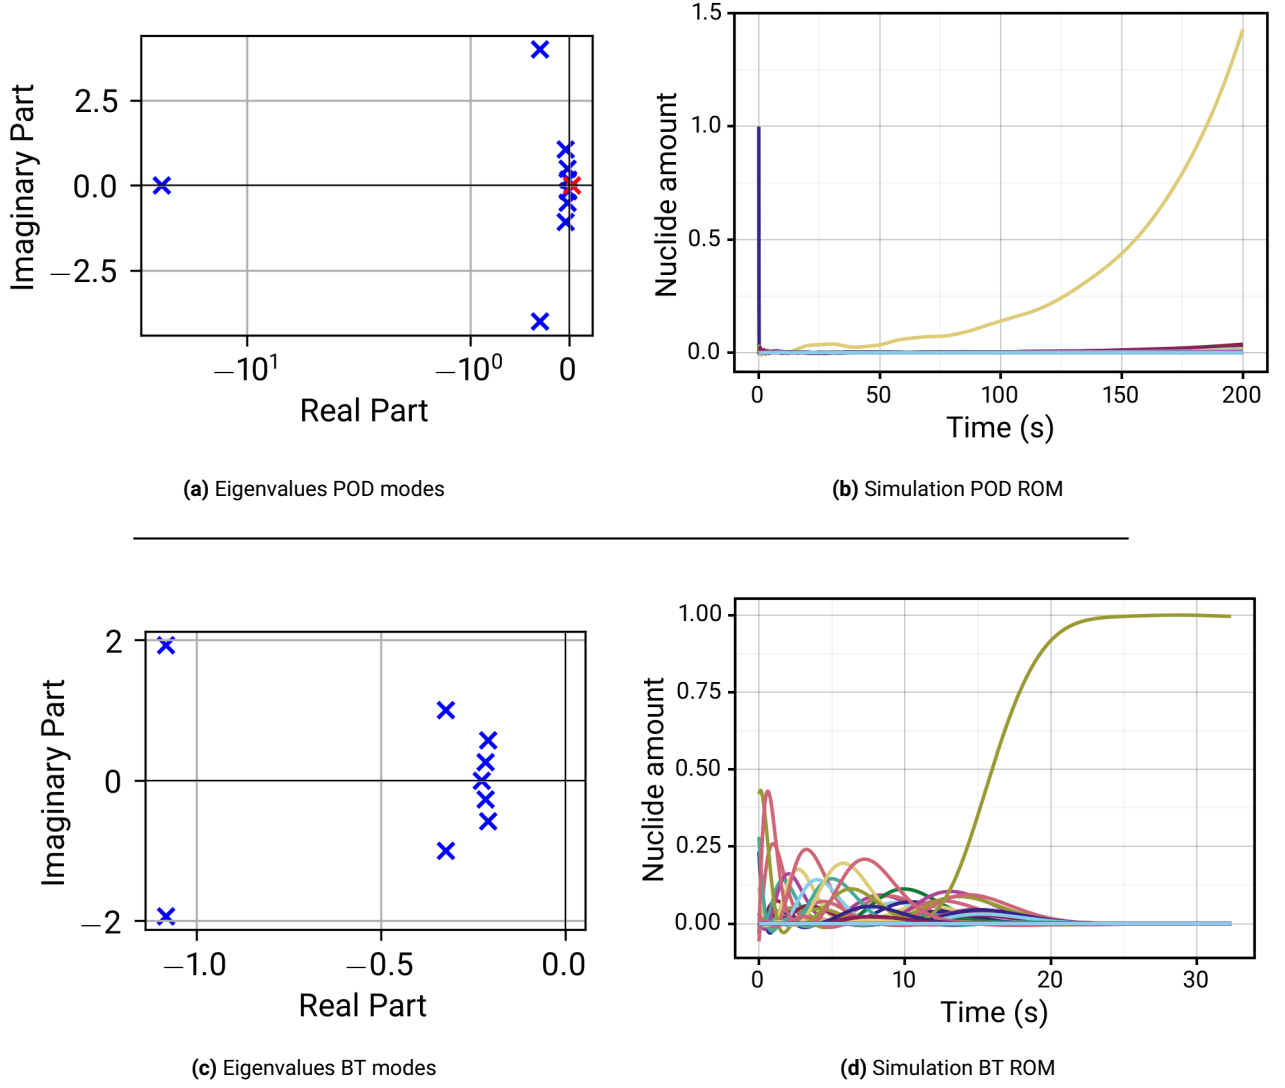 Imaginary Part
2.5
0.0
−2.5
−10¹
−10⁰
0
Real Part
(a) Eigenvalues POD modes
Nuclide amount
1.5
1.0
0.5
0.0
0
50
100
150
200
Time (s)
(b) Simulation POD ROM
Imaginary Part
2
0
−2
−1.0
−0.5
0.0
Real Part
(c) Eigenvalues BT modes
Nuclide amount
1.00
0.75
0.50
0.25
0.00
0
10
20
30
Time (s)
(d) Simulation BT ROM